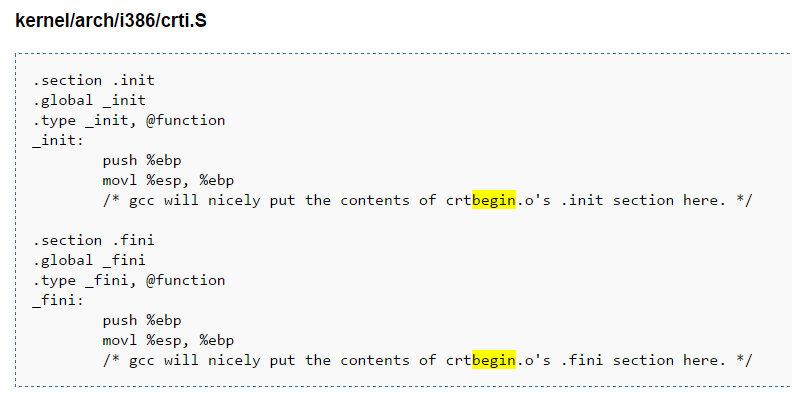 kernel/arch/i386/crti.S
.section .init
.global _init
.type _init, @function
_init:
        push %ebp
        movl %esp, %ebp
        /* gcc will nicely put the contents of crtbegin.o's .init section here. */

.section .fini
.global _fini
.type _fini, @function
_fini:
        push %ebp
        movl %esp, %ebp
        /* gcc will nicely put the contents of crtbegin.o's .fini section here. */